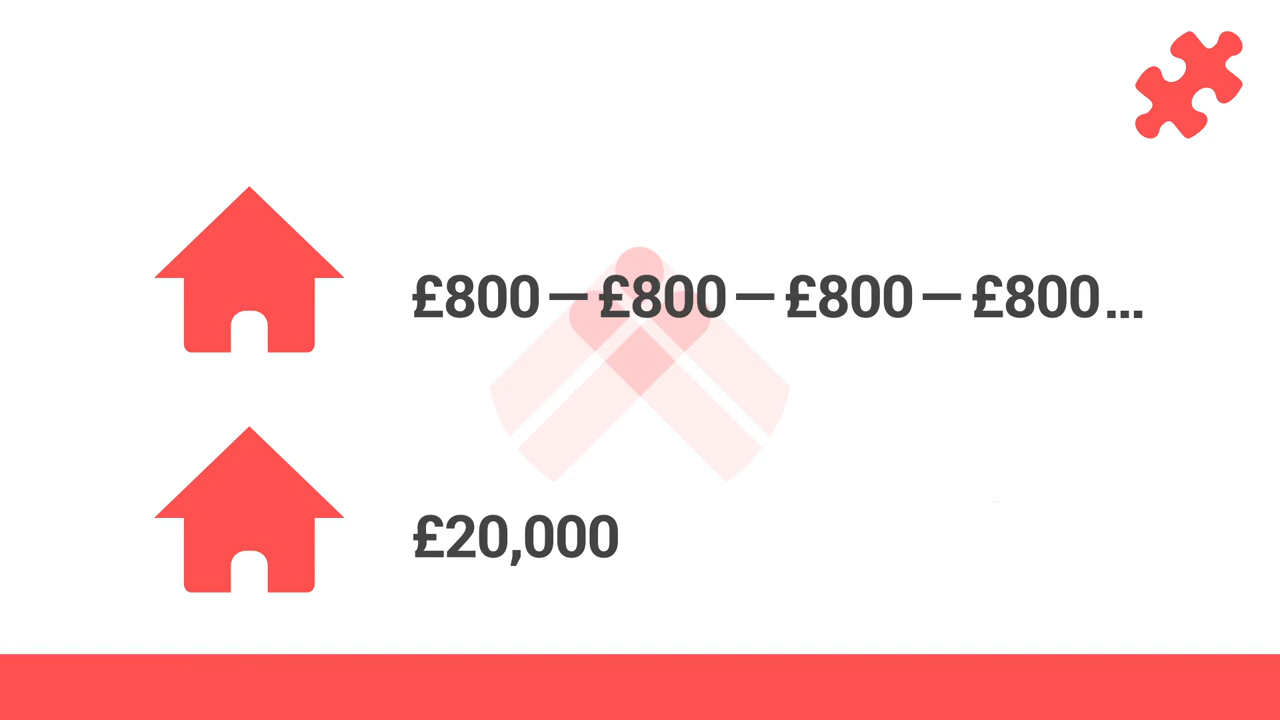 £800 — £800 — £800 — £800...
£20,000